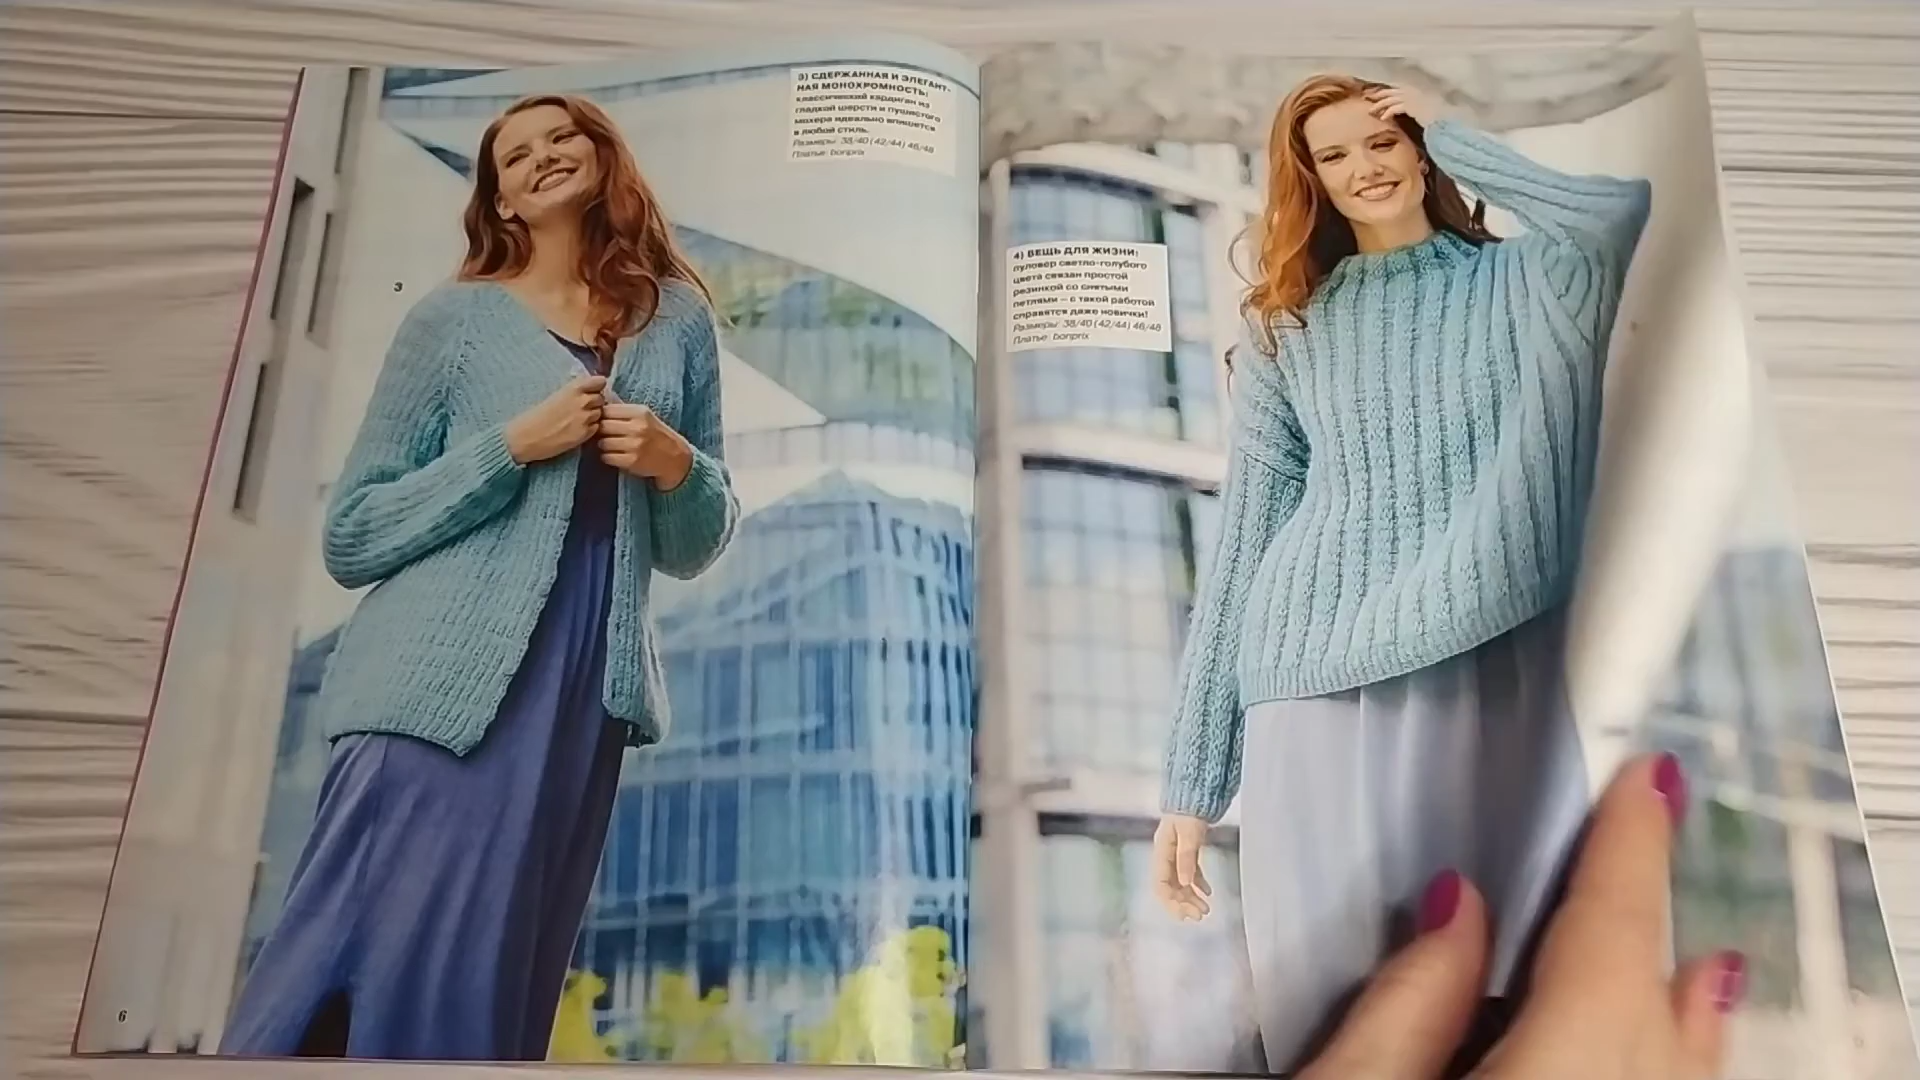 3) СДЕРЖАННАЯ И ЭЛЕГАНТ-
НАЯ МОНОХРОМНОСТЬ:
классический кардиган из
гладкой шерсти и пушистого
мохера идеально впишется
в любой стиль.
Размеры: 38/40 (42/44) 46/48
Платье: bonprix
3
6
4) ВЕЩЬ ДЛЯ ЖИЗНИ:
пуловер светло-голубого
цвета связан простой
резинкой со снятыми
петлями – с такой работой
справятся даже новички!
Размеры: 38/40 (42/44) 46/48
Платье: bonprix